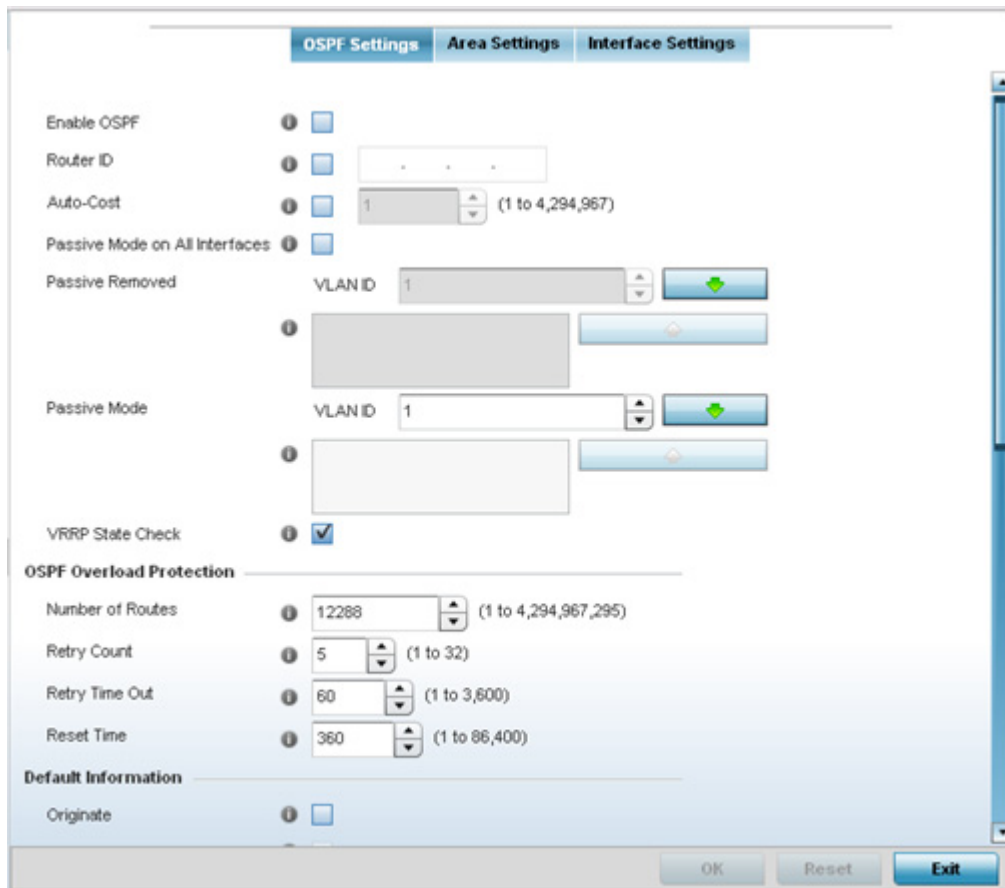 OSPF Settings Area Settings Interface Settings
Enable OSPF
Router ID . . .
Auto-Cost 1 (1 to 4,294,967)
Passive Mode on All Interfaces
Passive Removed VLAN ID 1
Passive Mode VLAN ID 1
VRRP State Check
OSPF Overload Protection
Number of Routes 12288 (1 to 4,294,967,295)
Retry Count 5 (1 to 32)
Retry Time Out 60 (1 to 3,600)
Reset Time 360 (1 to 86,400)
Default Information
Originate
OK Reset Exit